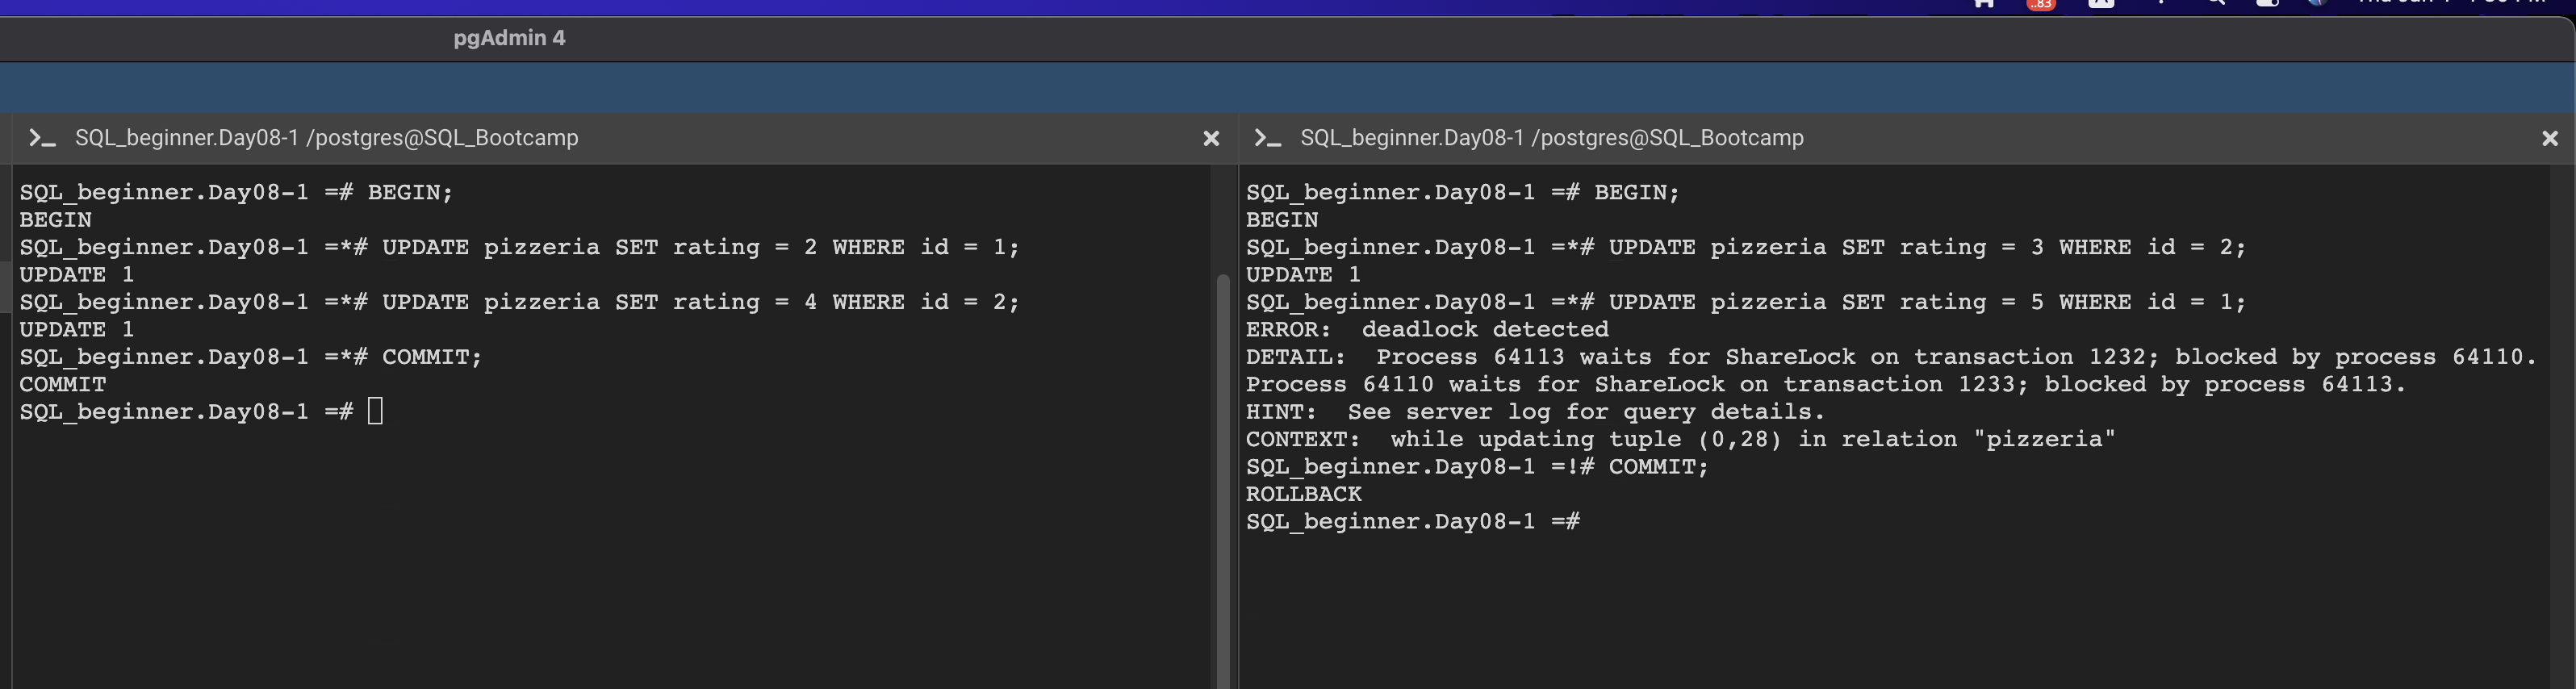 ..83
pgAdmin 4
SQL_beginner.Day08-1 /postgres@SQL_Bootcamp
SQL_beginner.Day08-1 =# BEGIN;
BEGIN
SQL_beginner.Day08-1 =*# UPDATE pizzeria SET rating = 2 WHERE id = 1;
UPDATE 1
SQL_beginner.Day08-1 =*# UPDATE pizzeria SET rating = 4 WHERE id = 2;
UPDATE 1
SQL_beginner.Day08-1 =*# COMMIT;
COMMIT
SQL_beginner.Day08-1 =#
SQL_beginner.Day08-1 /postgres@SQL_Bootcamp
SQL_beginner.Day08-1 =# BEGIN;
BEGIN
SQL_beginner.Day08-1 =*# UPDATE pizzeria SET rating = 3 WHERE id = 2;
UPDATE 1
SQL_beginner.Day08-1 =*# UPDATE pizzeria SET rating = 5 WHERE id = 1;
ERROR:  deadlock detected
DETAIL:  Process 64113 waits for ShareLock on transaction 1232; blocked by process 64110.
Process 64110 waits for ShareLock on transaction 1233; blocked by process 64113.
HINT:  See server log for query details.
CONTEXT:  while updating tuple (0,28) in relation "pizzeria"
SQL_beginner.Day08-1 =!# COMMIT;
ROLLBACK
SQL_beginner.Day08-1 =#